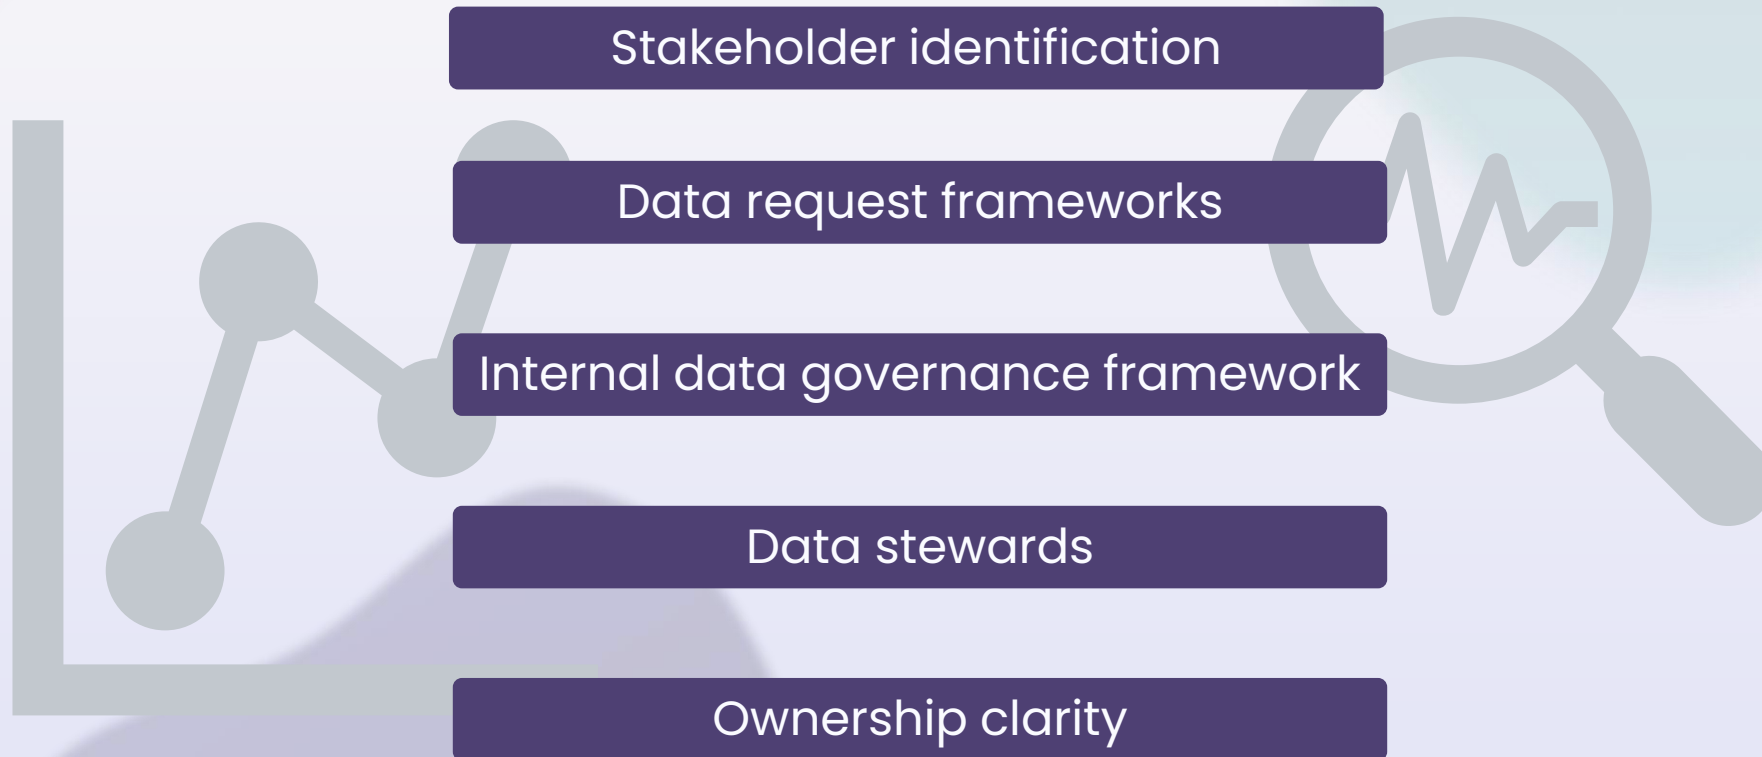 Stakeholder identification
Data request frameworks
Internal data governance framework
Data stewards
Ownership clarity